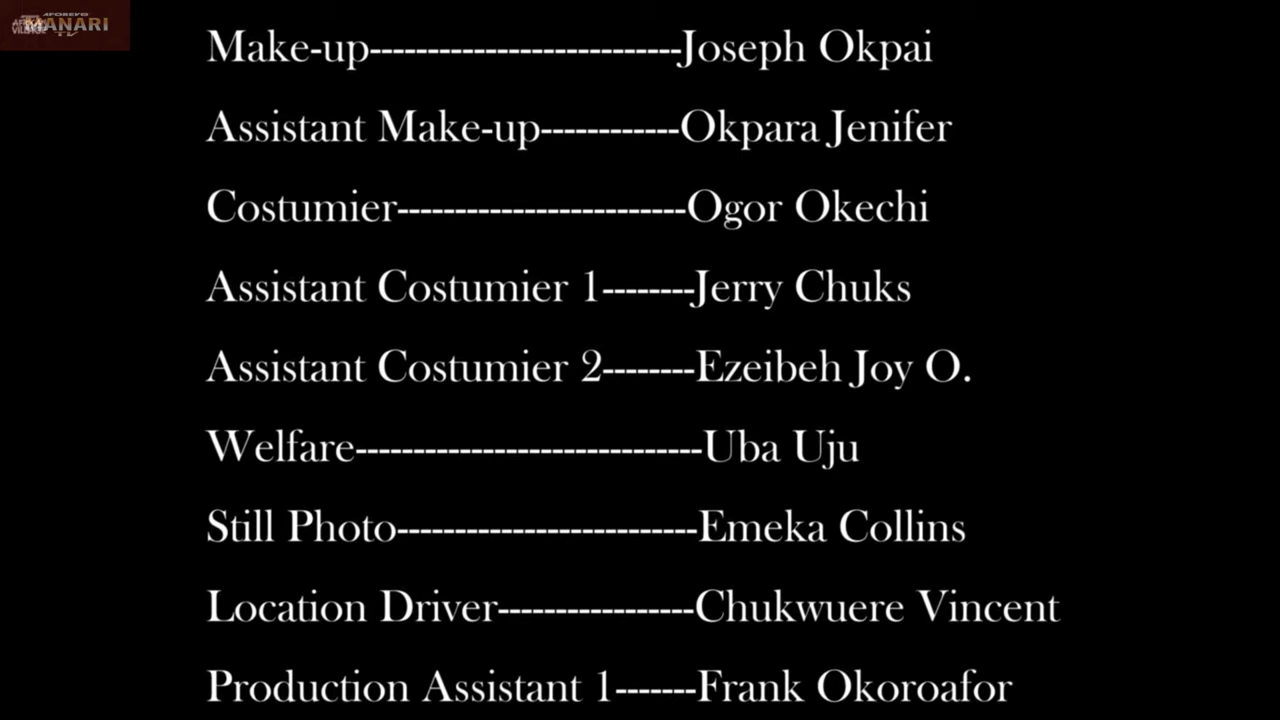 MANARI
Make-up---------------------------Joseph Okpai
Assistant Make-up------------Okpara Jenifer
Costumier-------------------------Ogor Okechi
Assistant Costumier 1--------Jerry Chuks
Assistant Costumier 2--------Ezeibeh Joy O.
Welfare------------------------------Uba Uju
Still Photo--------------------------Emeka Collins
Location Driver-----------------Chukwuere Vincent
Production Assistant 1-------Frank Okoroafor